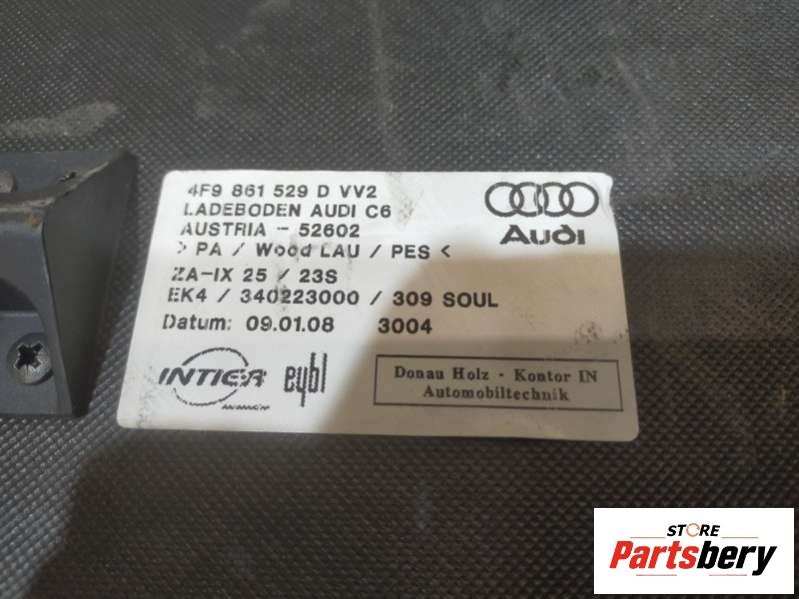 4F9 861 529 D VV2
LADEBODEN AUDI C6
AUSTRIA - 52602
> PA / Wood LAU / PES <
ZA-IX 25 / 23S
EK4 / 340223000 / 309 SOUL
Datum: 09.01.08 3004
Audi
INTIER
eybl
Donau Holz - Kontor IN
Automobiltechnik
STORE
Partsbery